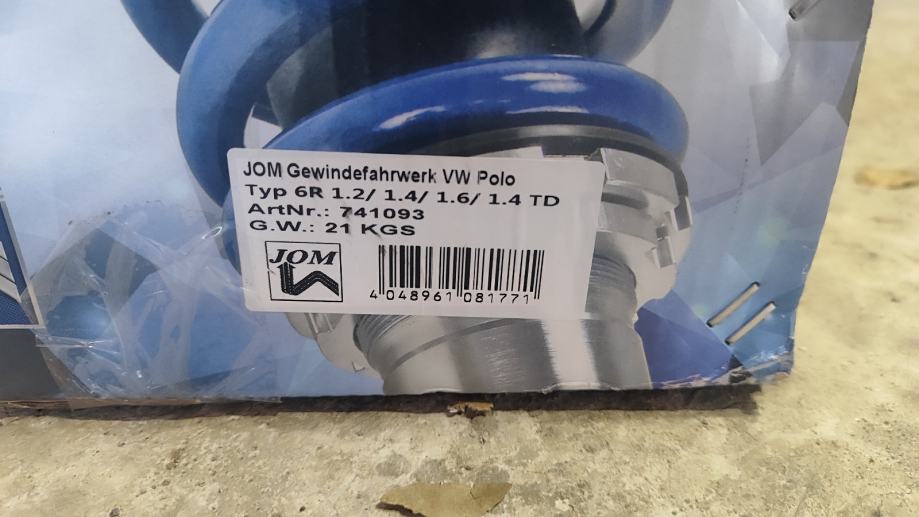 JOM Gewindefahrwerk VW Polo
Typ 6R 1.2/ 1.4/ 1.6/ 1.4 TD
ArtNr.: 741093
G.W.: 21 KGS
JOM
4 048961 081771